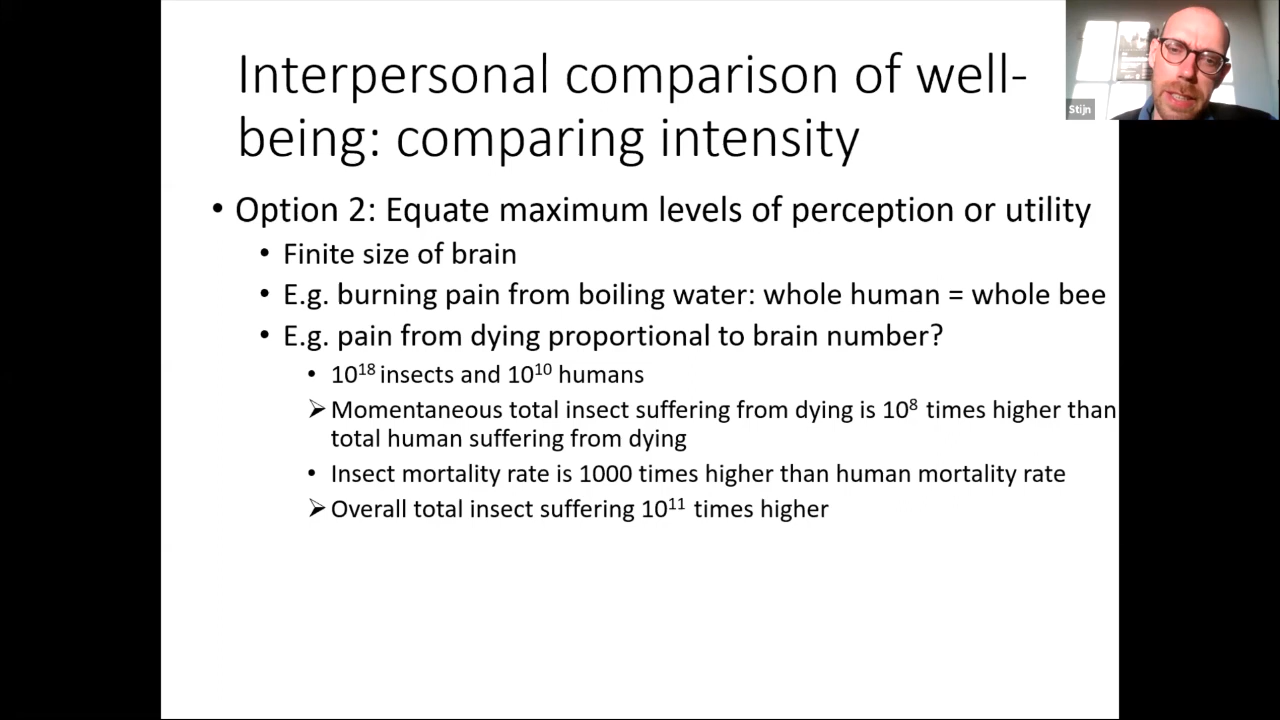 Interpersonal comparison of well-
being: comparing intensity
Stijn
• Option 2: Equate maximum levels of perception or utility
• Finite size of brain
• E.g. burning pain from boiling water: whole human = whole bee
• E.g. pain from dying proportional to brain number?
• 10¹⁸ insects and 10¹⁰ humans
➢ Momentaneous total insect suffering from dying is 10⁸ times higher than
total human suffering from dying
• Insect mortality rate is 1000 times higher than human mortality rate
➢ Overall total insect suffering 10¹¹ times higher